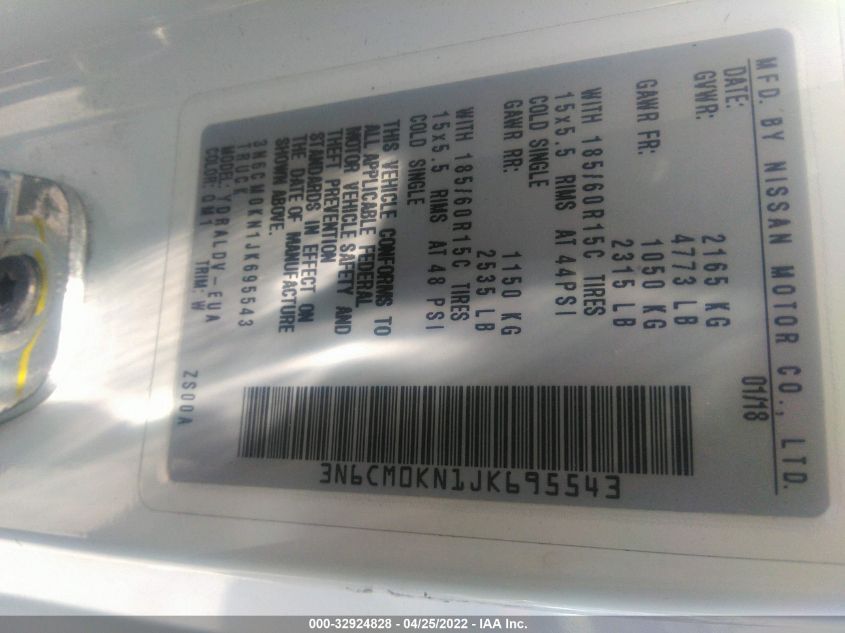 MFD. BY NISSAN MOTOR CO., LTD.
DATE: 01/18
GVWR: 2165 KG
4773 LB
GAWR FR: 1050 KG
2315 LB
WITH 185/60R15C TIRES
15x5.5 RIMS AT 44PSI
COLD SINGLE
GAWR RR: 1150 KG
2535 LB
WITH 185/60R15C TIRES
15x5.5 RIMS AT 48 PSI
COLD SINGLE
THIS VEHICLE CONFORMS TO
ALL APPLICABLE FEDERAL
MOTOR VEHICLE SAFETY AND
THEFT PREVENTION
STANDARDS IN EFFECT ON
THE DATE OF MANUFACTURE
SHOWN ABOVE.
3N6CM0KN1JK695543
TRUCK
MODEL: YDRALDV-EUA
COLOR: QM1 TRIM: W
ZS00A
3N6CM0KN1JK695543
000-32924828 - 04/25/2022 - IAA Inc.